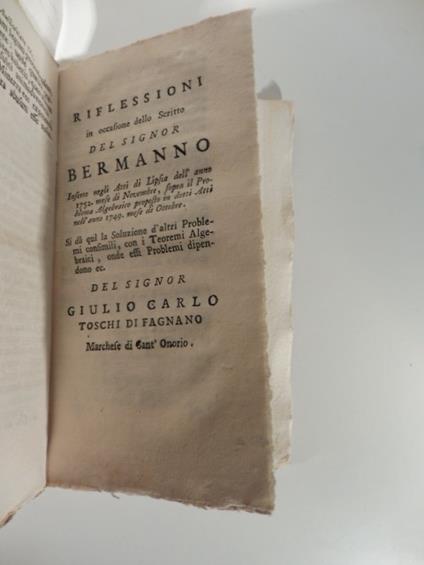 RIFLESSIONI
in occasione dello Scritto
DEL SIGNOR
BERMANNO
Inserto negli Atti di Lipsia dell' anno
1752. mese di Novembre, sopra il Pro-
blema Algebraico proposto in detti Atti
nell' anno 1749. mese di Ottobre.
Si dà qui la Soluzione d'altri Proble-
mi consimili, con i Teoremi Alge-
braici, onde essi Problemi dipen-
dono ec.
DEL SIGNOR
GIULIO CARLO
TOSCHI DI FAGNANO
Marchese di Sant' Onorio.